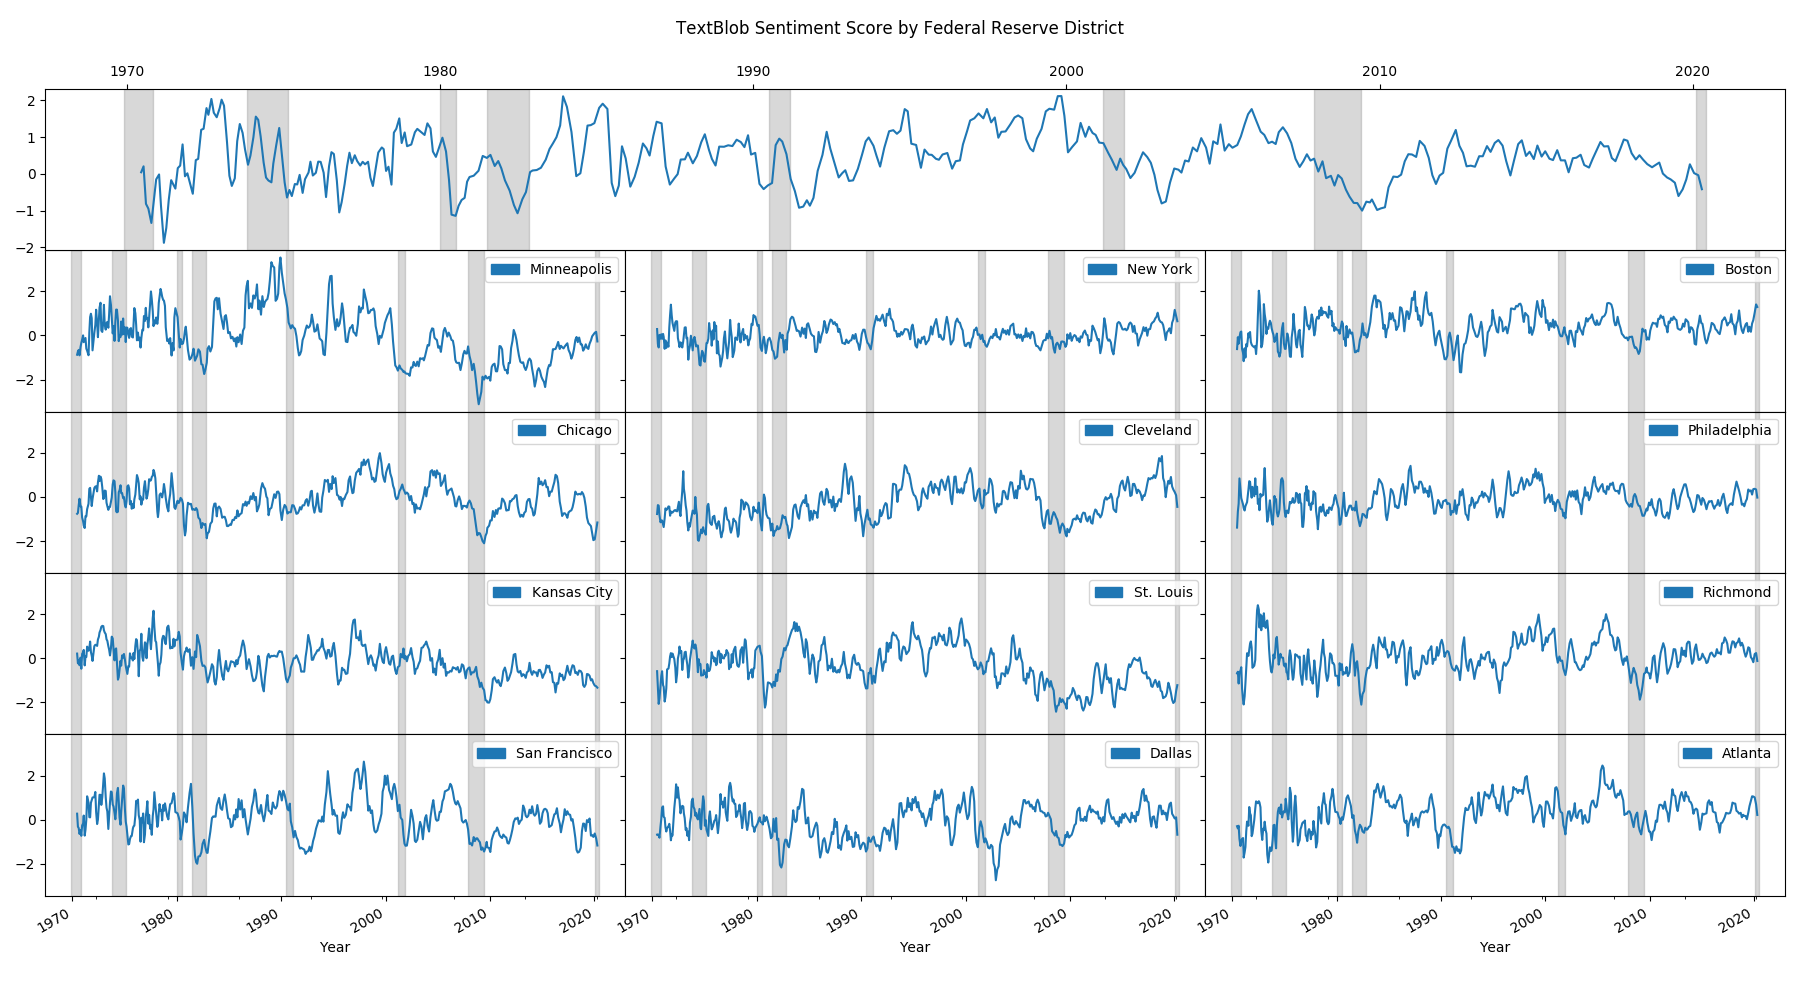 TextBlob Sentiment Score by Federal Reserve District
1970 1980 1990 2000 2010 2020
2
1
0
−1
−2
Minneapolis New York Boston
2
0
−2
Chicago Cleveland Philadelphia
2
0
−2
Kansas City St. Louis Richmond
2
0
−2
San Francisco Dallas Atlanta
2
0
−2
1970 1980 1990 2000 2010 2020 1970 1980 1990 2000 2010 2020 1970 1980 1990 2000 2010 2020
Year Year Year